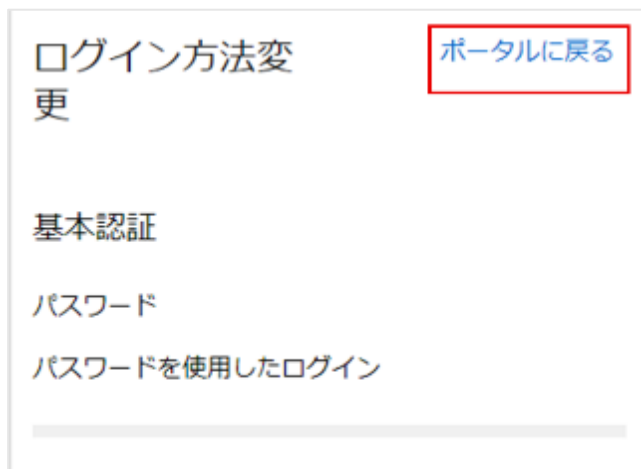 ログイン方法変
更
ポータルに戻る
基本認証
パスワード
パスワードを使用したログイン